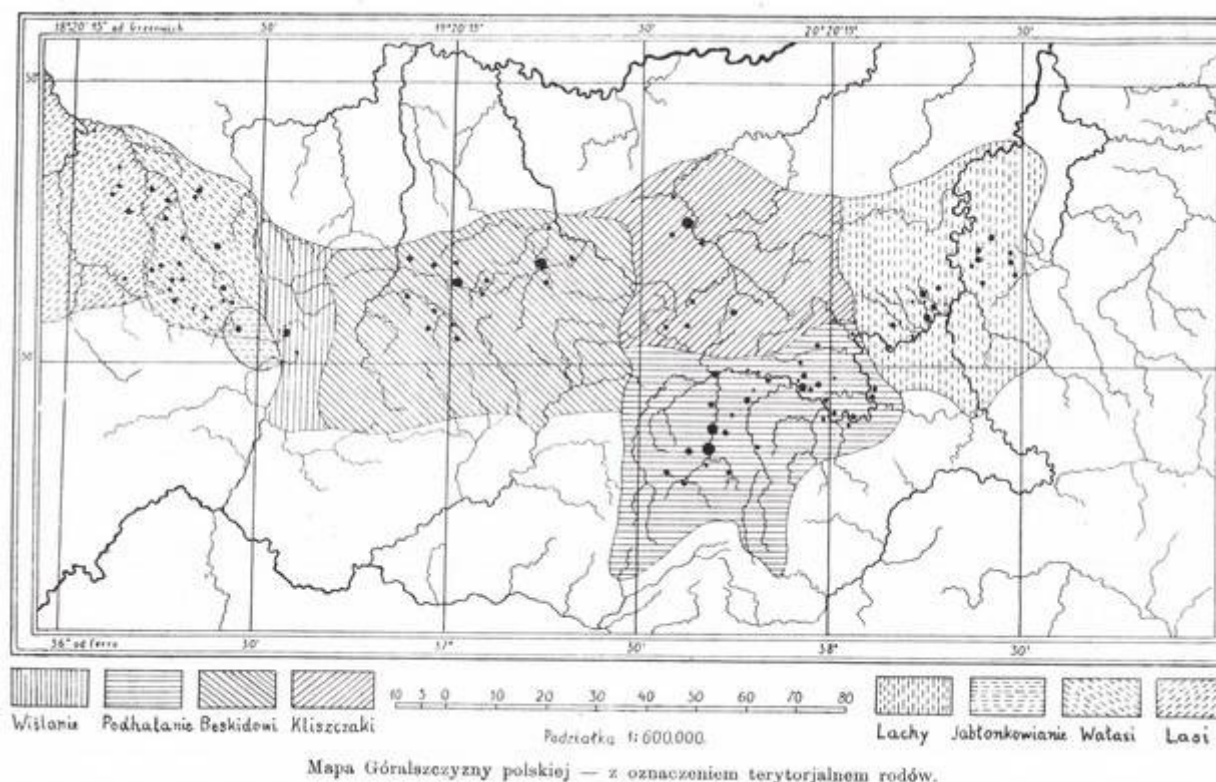 18°20'15" od Greenwich 30' 19°20'15" 30' 20°20'15" 30'
50
30
36° od Ferro 30' 37° 30' 38° 30'
10 5 0 10 20 30 40 50 60 70 80
Wiślanie Podhalanie Beskidowi Kliszczaki
Lachy Jabłonkowianie Wałasi Lasi
Podziałka 1:600.000.
Mapa Góralszczyzny polskiej — z oznaczeniem terytorjalnem rodów.